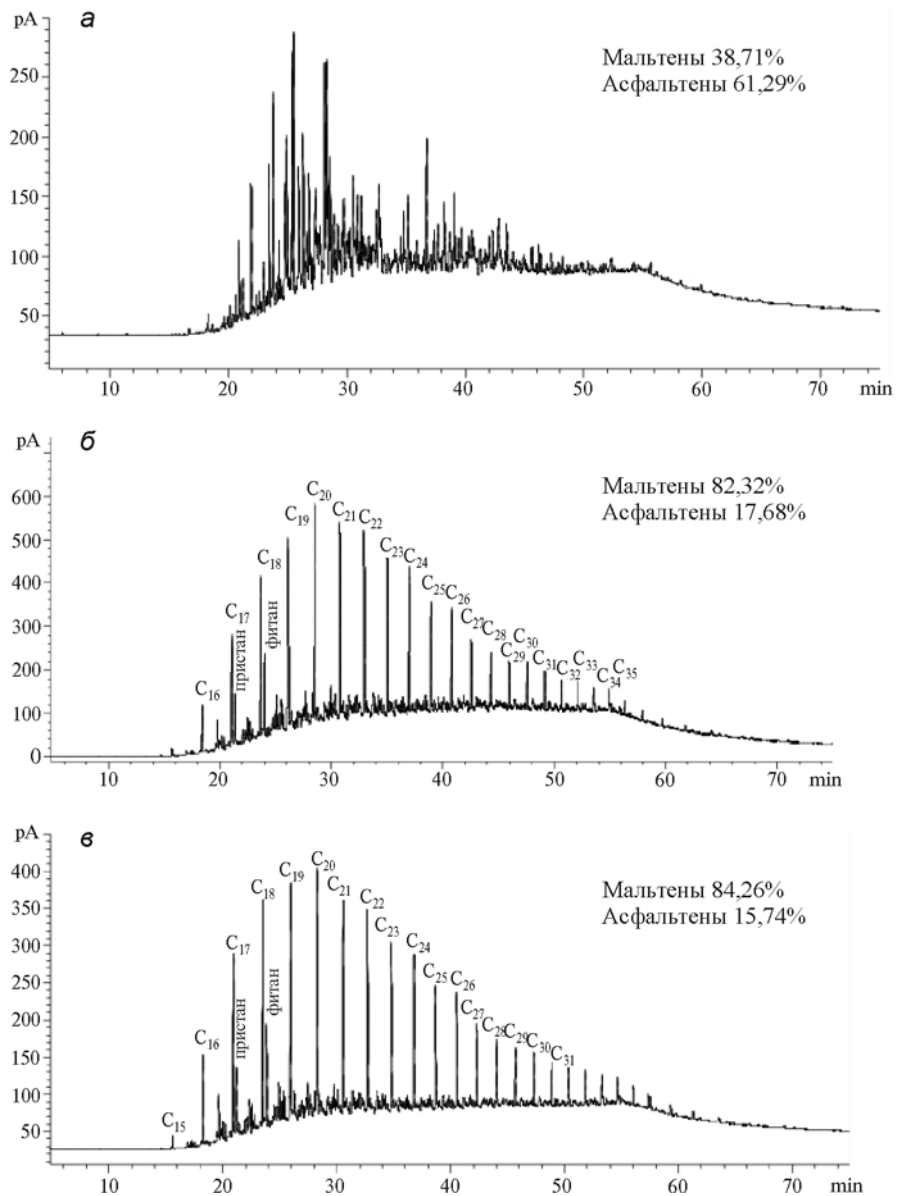 pA
а
Мальтены 38,71%
Асфальтены 61,29%
250
200
150
100
50
10 20 30 40 50 60 70 min
pA
б
Мальтены 82,32%
Асфальтены 17,68%
600
500
400
300
200
100
0
C16 C17 пристан C18 фитан C19 C20 C21 C22 C23 C24 C25 C26 C27 C28 C29 C30 C31 C32 C33 C34 C35
10 20 30 40 50 60 70 min
pA
в
Мальтены 84,26%
Асфальтены 15,74%
400
350
300
250
200
150
100
50
C15 C16 C17 пристан C18 фитан C19 C20 C21 C22 C23 C24 C25 C26 C27 C28 C29 C30 C31
10 20 30 40 50 60 70 min